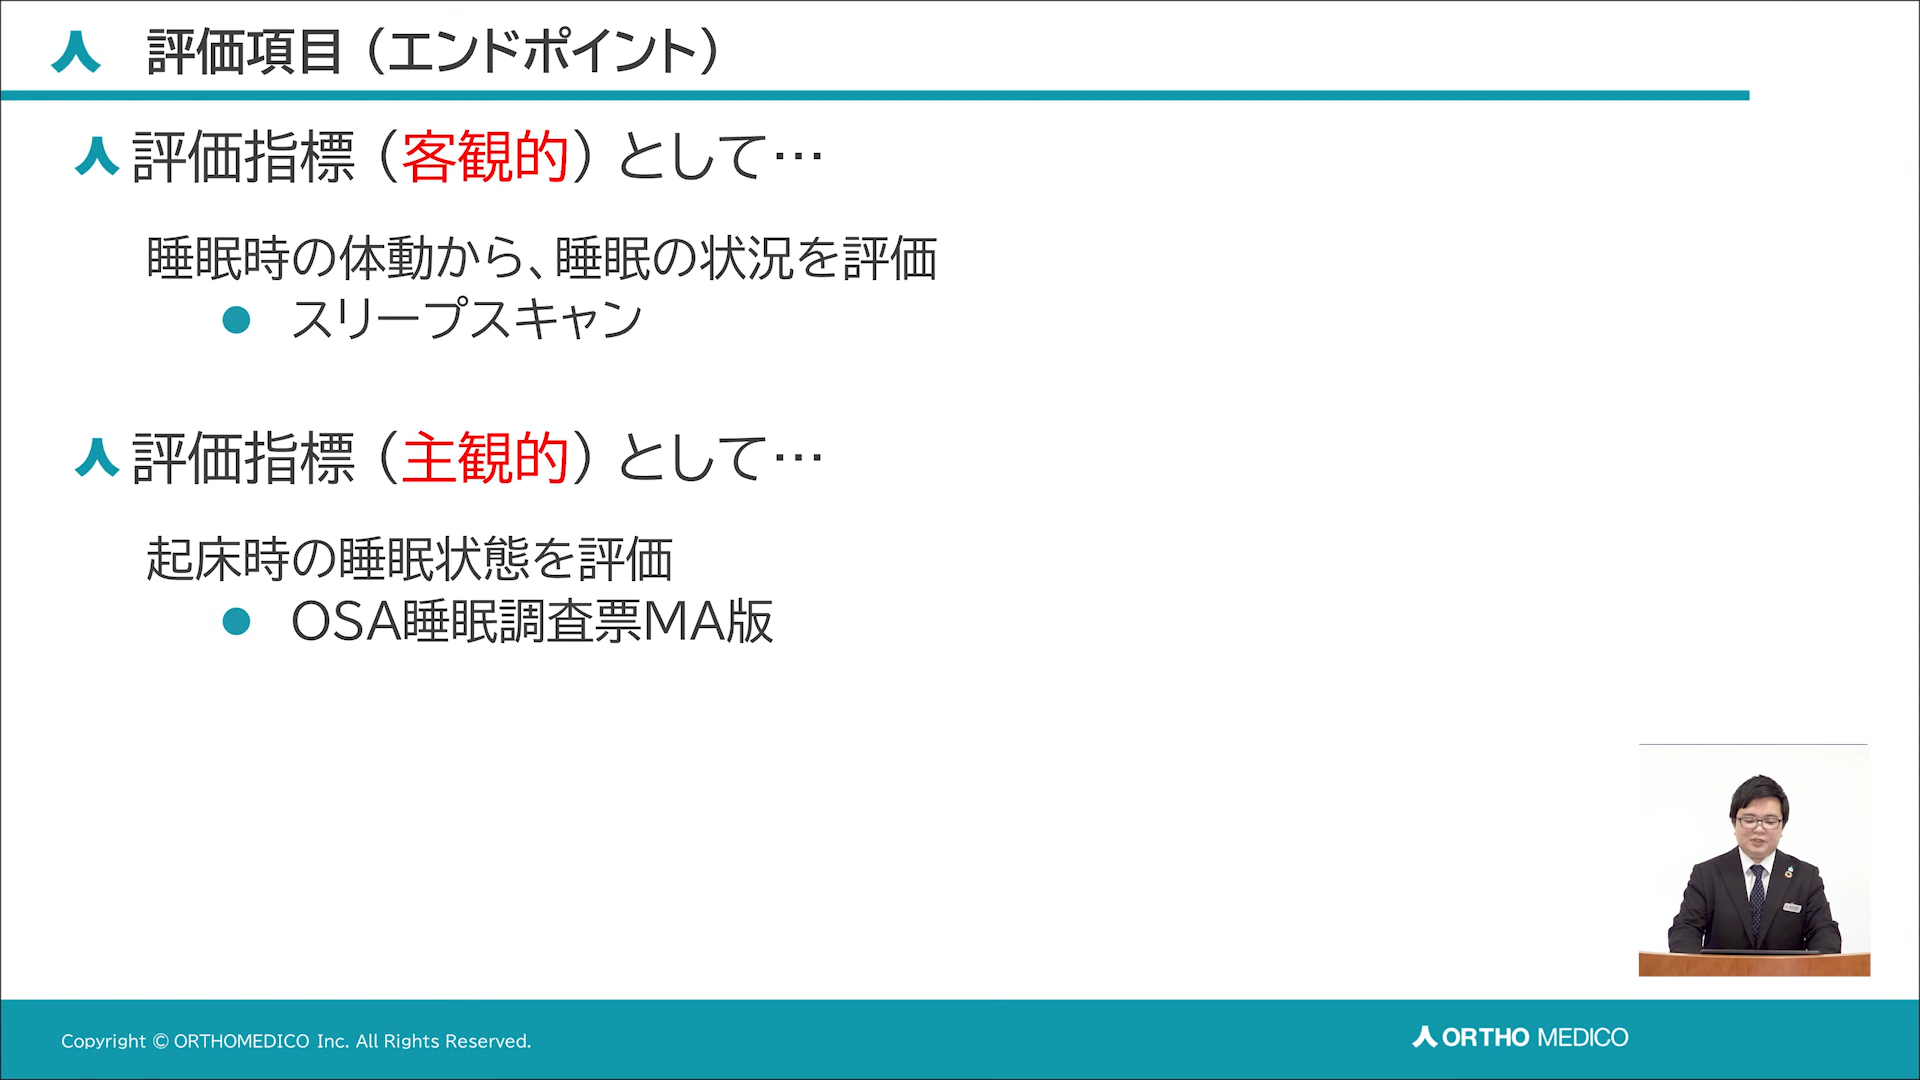 評価項目（エンドポイント）
評価指標（客観的）として…
睡眠時の体動から、睡眠の状況を評価
● スリープスキャン
評価指標（主観的）として…
起床時の睡眠状態を評価
● OSA睡眠調査票MA版
Copyright © ORTHOMEDICO Inc. All Rights Reserved.
ORTHO MEDICO